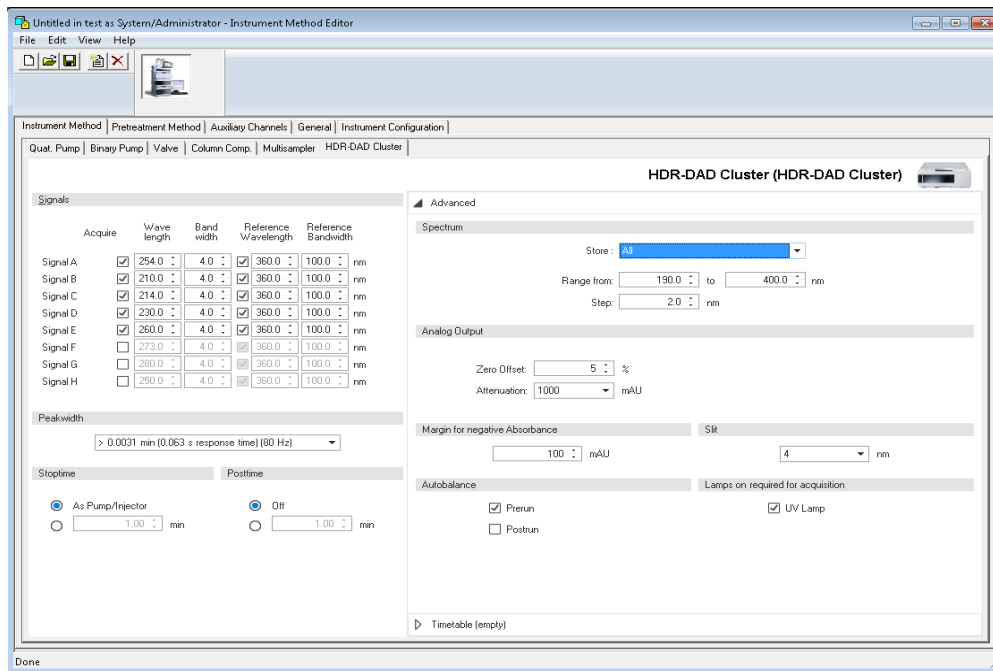 Untitled in test as System/Administrator - Instrument Method Editor
File Edit View Help
Instrument Method Pretreatment Method Auxiliary Channels General Instrument Configuration
Quat. Pump Binary Pump Valve Column Comp. Multisampler HDR-DAD Cluster
HDR-DAD Cluster (HDR-DAD Cluster)
Signals
Acquire Wave length Band width Reference Wavelength Reference Bandwidth
Signal A 254.0 4.0 360.0 100.0 nm
Signal B 210.0 4.0 360.0 100.0 nm
Signal C 214.0 4.0 360.0 100.0 nm
Signal D 230.0 4.0 360.0 100.0 nm
Signal E 260.0 4.0 360.0 100.0 nm
Signal F 273.0 4.0 360.0 100.0 nm
Signal G 280.0 4.0 360.0 100.0 nm
Signal H 250.0 4.0 360.0 100.0 nm
Peakwidth
> 0.0031 min (0.063 s response time) (80 Hz)
Stoptime Posttime
As Pump/Injector Off
1.00 min 1.00 min
Advanced
Spectrum
Store : All
Range from: 190.0 to 400.0 nm
Step: 2.0 nm
Analog Output
Zero Offset: 5 %
Attenuation: 1000 mAU
Margin for negative Absorbance Slit
100 mAU 4 nm
Autobalance Lamps on required for acquisition
Prerun UV Lamp
Postrun
Timetable (empty)
Done